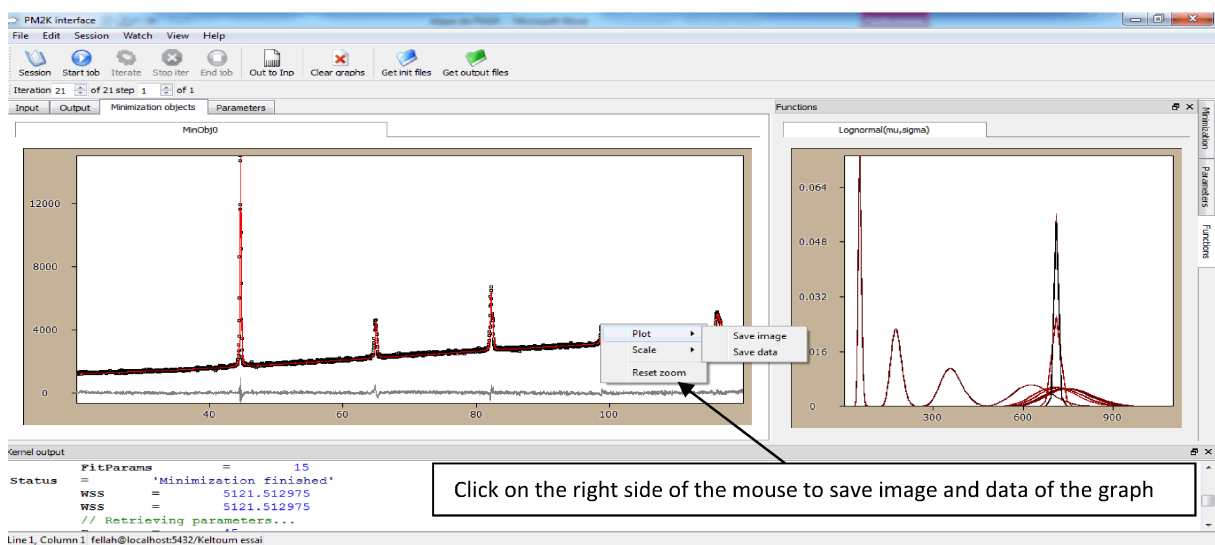 PM2K interface
File Edit Session Watch View Help
Session Start job Iterate Stop iter End job Out to Inp Clear graphs Get init files Get output files
Iteration 21 of 21 step 1 of 1
Input Output Minimization objects Parameters
Functions
MinObj0
Lognormal(mu,sigma)
Minimization
Parameters
Functions
12000
8000
4000
0
40 60 80 100
0.064
0.048
0.032
016
0
300 600 900
Plot
Scale
Reset zoom
Save image
Save data
Kernel output
FitParams = 15
Status = 'Minimization finished'
WSS = 5121.512975
WSS = 5121.512975
// Retrieving parameters...
Click on the right side of the mouse to save image and data of the graph
Line 1, Column 1 fellah@localhost:5432/Keltoum essai